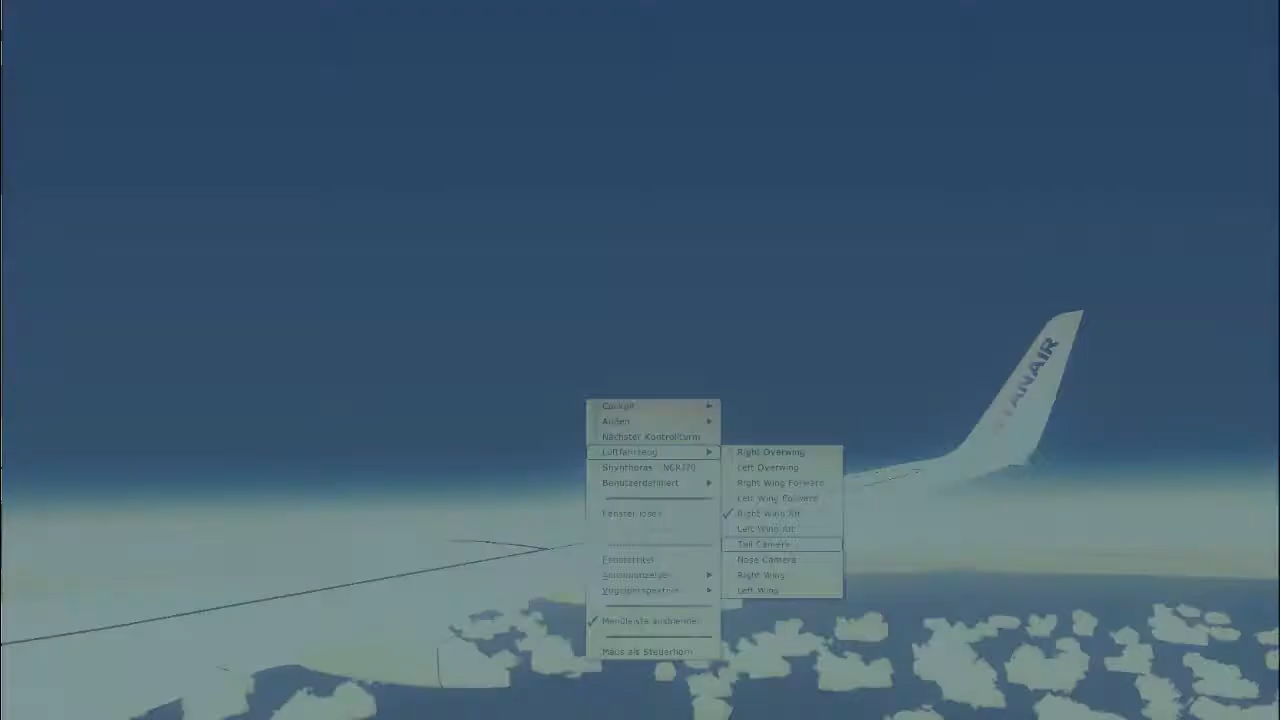 Cockpit
Außen
Nächster Kontrollturm
Luftfahrzeug
Benutzerdefiniert
Fenster lösen
Fenstertitel
Vogelperspektive
Menüleiste ausblenden
Maus als Steuerhorn
Right Overwing
Left Overwing
Right Wing Forward
Left Wing Forward
Right Wing Aft
Left Wing Aft
Tail Camera
Nose Camera
Right Wing
Left Wing
RYANAIR